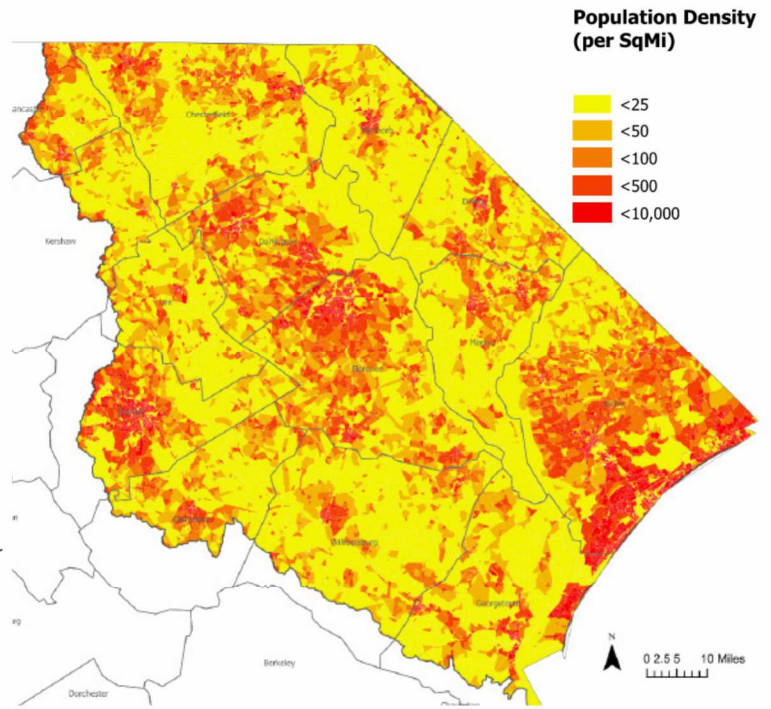 Population Density
(per SqMi)
<25
<50
<100
<500
<10,000
Chesterfield
Kershaw
Darlington
Lee
Marion
Florence
Williamsburg
Georgetown
Berkeley
Dorchester
N
0 2.5 5 10 Miles